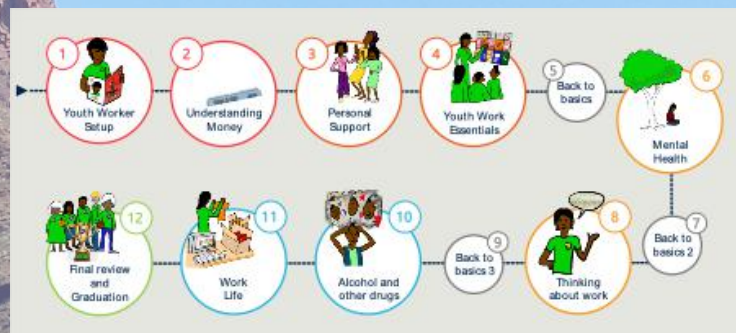 1
Youth Worker
Setup
2
Understanding
Money
3
Personal
Support
4
Youth Work
Essentials
5
Back to
basics
6
Mental
Health
7
Back to
basics 2
8
Thinking
about work
9
Back to
basics 3
10
Alcohol and
other drugs
11
Work
Life
12
Final review
and
Graduation